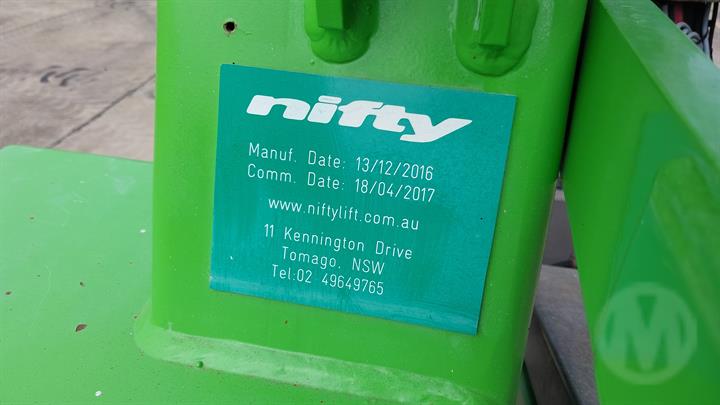 nifty
Manuf. Date: 13/12/2016
Comm. Date: 18/04/2017
www.niftylift.com.au
11 Kennington Drive
Tomago, NSW
Tel:02 49649765
M